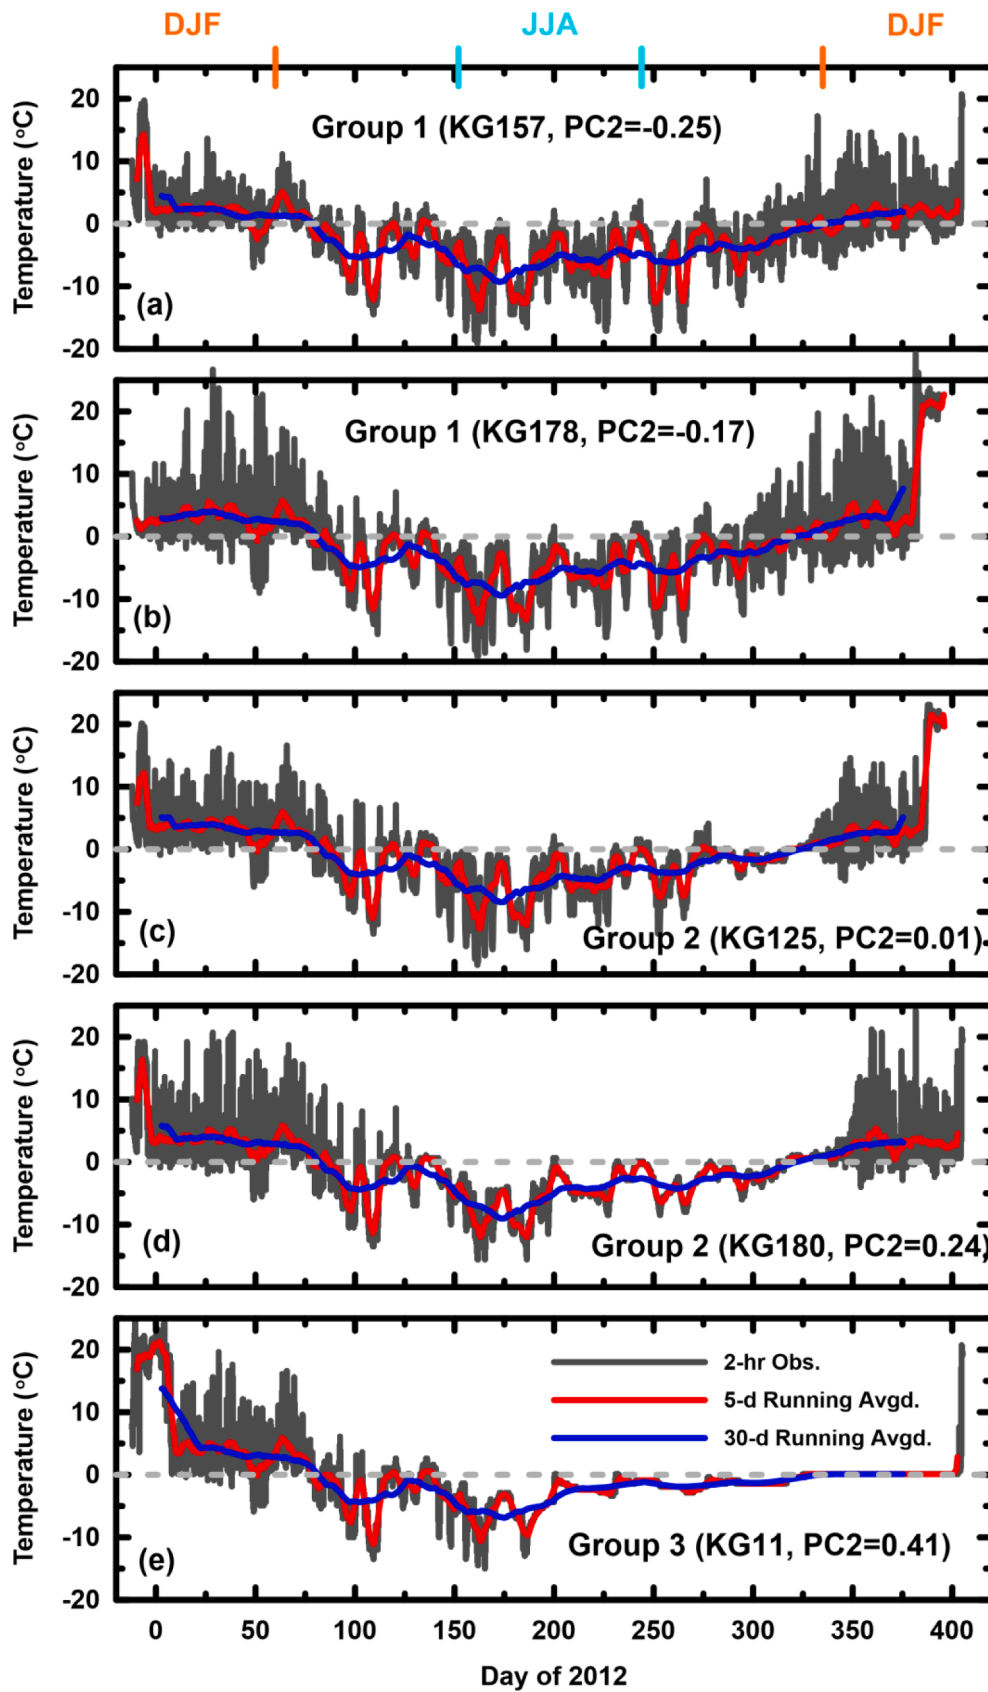 DJF JJA DJF
Temperature (°C)
20
10
0
-10
-20
Group 1 (KG157, PC2=-0.25)
(a)
Temperature (°C)
20
10
0
-10
-20
Group 1 (KG178, PC2=-0.17)
(b)
Temperature (°C)
20
10
0
-10
-20
(c)
Group 2 (KG125, PC2=0.01)
Temperature (°C)
20
10
0
-10
-20
(d)
Group 2 (KG180, PC2=0.24)
Temperature (°C)
20
10
0
-10
-20
2-hr Obs.
5-d Running Avgd.
30-d Running Avgd.
(e)
Group 3 (KG11, PC2=0.41)
0 50 100 150 200 250 300 350 400
Day of 2012